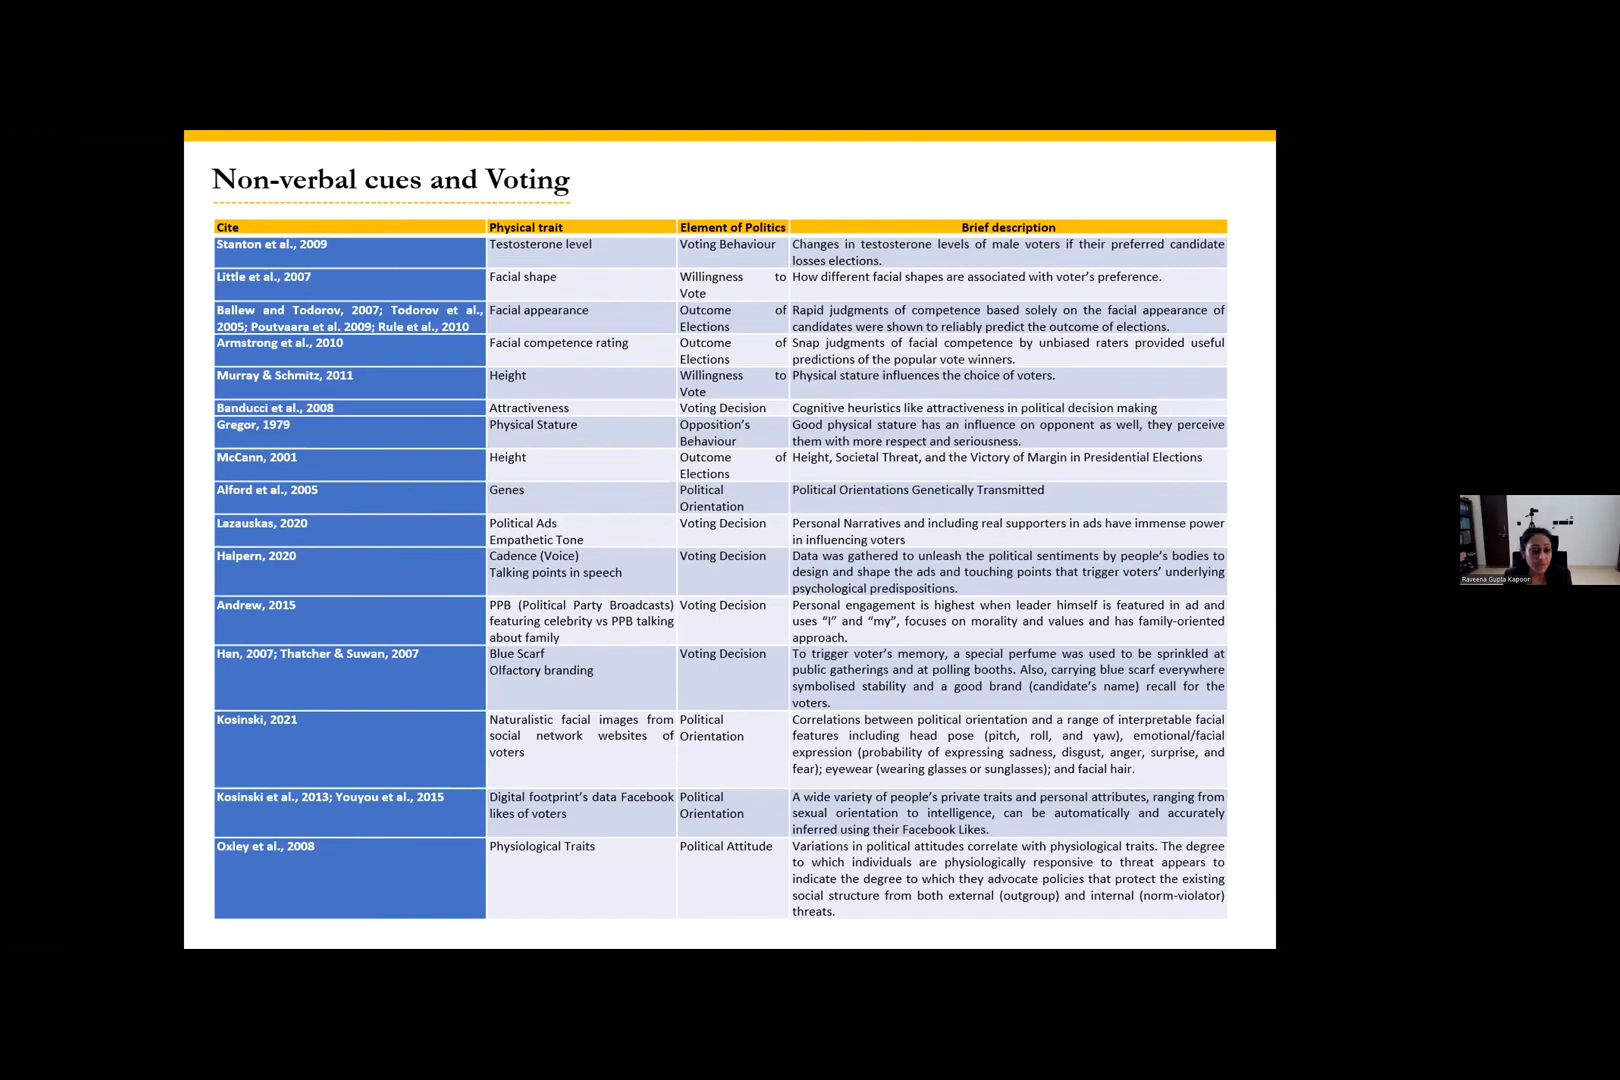 Non-verbal cues and Voting
Cite Physical trait Element of Politics Brief description
Stanton et al., 2009 Testosterone level Voting Behaviour Changes in testosterone levels of male voters if their preferred candidate
losses elections.
Little et al., 2007 Facial shape Willingness to How different facial shapes are associated with voter's preference.
Vote
Ballew and Todorov, 2007; Todorov et al., Facial appearance Outcome of Rapid judgments of competence based solely on the facial appearance of
2005; Poutvaara et al. 2009; Rule et al., 2010 Elections candidates were shown to reliably predict the outcome of elections.
Armstrong et al., 2010 Facial competence rating Outcome of Snap judgments of facial competence by unbiased raters provided useful
Elections predictions of the popular vote winners.
Murray & Schmitz, 2011 Height Willingness to Physical stature influences the choice of voters.
Vote
Banducci et al., 2008 Attractiveness Voting Decision Cognitive heuristics like attractiveness in political decision making
Gregor, 1979 Physical Stature Opposition's Good physical stature has an influence on opponent as well, they perceive
Behaviour them with more respect and seriousness.
McCann, 2001 Height Outcome of Height, Societal Threat, and the Victory of Margin in Presidential Elections
Elections
Alford et al., 2005 Genes Political Political Orientations Genetically Transmitted
Orientation
Lazauskas, 2020 Political Ads Voting Decision Personal Narratives and including real supporters in ads have immense power
Empathetic Tone in influencing voters
Halpern, 2020 Cadence (Voice) Voting Decision Data was gathered to unleash the political sentiments by people's bodies to
Talking points in speech design and shape the ads and touching points that trigger voters' underlying
psychological predispositions.
Andrew, 2015 PPB (Political Party Broadcasts) Voting Decision Personal engagement is highest when leader himself is featured in ad and
featuring celebrity vs PPB talking uses “I” and “my”, focuses on morality and values and has family-oriented
about family approach.
Han, 2007; Thatcher & Suwan, 2007 Blue Scarf Voting Decision To trigger voter's memory, a special perfume was used to be sprinkled at
Olfactory branding public gatherings and at polling booths. Also, carrying blue scarf everywhere
symbolised stability and a good brand (candidate's name) recall for the
voters.
Kosinski, 2021 Naturalistic facial images from Political Correlations between political orientation and a range of interpretable facial
social network websites of Orientation features including head pose (pitch, roll, and yaw), emotional/facial
voters expression (probability of expressing sadness, disgust, anger, surprise, and
fear); eyewear (wearing glasses or sunglasses); and facial hair.
Kosinski et al., 2013; Youyou et al., 2015 Digital footprint's data Facebook Political A wide variety of people's private traits and personal attributes, ranging from
likes of voters Orientation sexual orientation to intelligence, can be automatically and accurately
inferred using their Facebook Likes.
Oxley et al., 2008 Physiological Traits Political Attitude Variations in political attitudes correlate with physiological traits. The degree
to which individuals are physiologically responsive to threat appears to
indicate the degree to which they advocate policies that protect the existing
social structure from both external (outgroup) and internal (norm-violator)
threats.
Raveena Gupta Kapoor